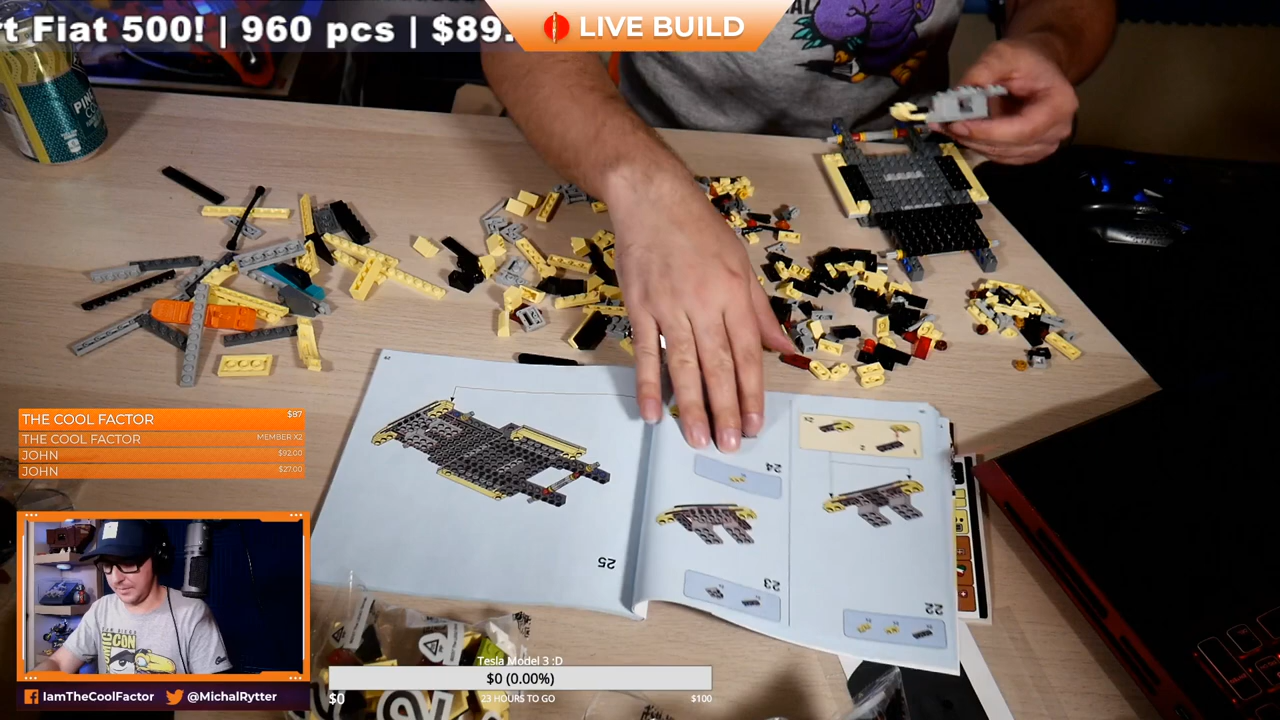 t Fiat 500! | 960 pcs | $89.
LIVE BUILD
THE COOL FACTOR $87
THE COOL FACTOR MEMBER X2
JOHN $92.00
JOHN $27.00
24
25
23
22
CON
Tesla Model 3 :D
$0 (0.00%)
$0 23 HOURS TO GO $100
IamTheCoolFactor @MichalRytter